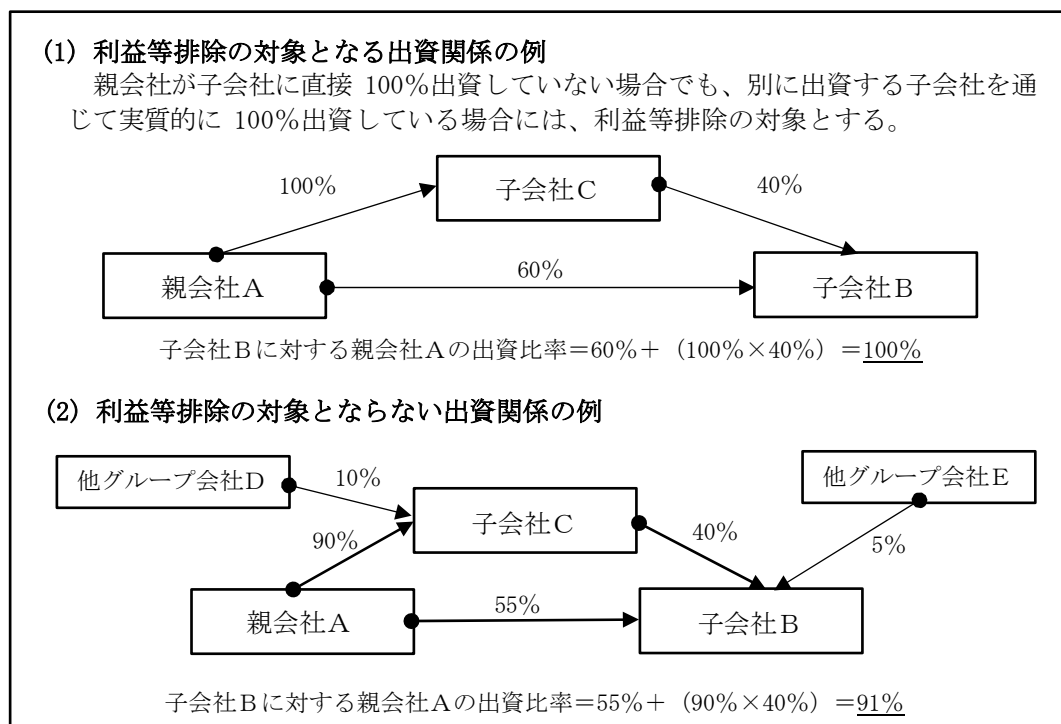 (1) 利益等排除の対象となる出資関係の例
親会社が子会社に直接 100%出資していない場合でも、別に出資する子会社を通
じて実質的に 100%出資している場合には、利益等排除の対象とする。
子会社C
100%
40%
親会社A
60%
子会社B
子会社Bに対する親会社Aの出資比率=60%+（100%×40%）=100%
(2) 利益等排除の対象とならない出資関係の例
他グループ会社D
10%
子会社C
他グループ会社E
90%
40%
5%
親会社A
55%
子会社B
子会社Bに対する親会社Aの出資比率=55%+（90%×40%）=91%